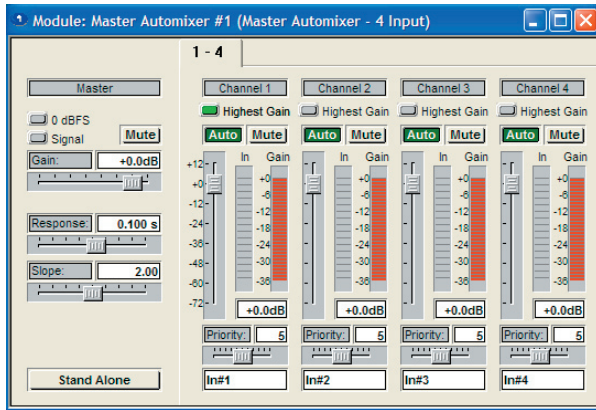 Module: Master Automixer #1 (Master Automixer - 4 Input)
1 - 4
Master
0 dBFS
Signal
Mute
Gain: +0.0dB
Response: 0.100 s
Slope: 2.00
Stand Alone
Channel 1 Channel 2 Channel 3 Channel 4
Highest Gain Highest Gain Highest Gain Highest Gain
Auto Mute Auto Mute Auto Mute Auto Mute
In Gain In Gain In Gain In Gain
+12
+0 +0 +0 +0 +0
-6 -6 -6 -6
-12 -12 -12 -12 -12
-18 -18 -18 -18
-24 -24 -24 -24 -24
-36 -30 -30 -30 -30
-48 -36 -36 -36 -36
-60
-72
+0.0dB +0.0dB +0.0dB +0.0dB
Priority: 5 Priority: 5 Priority: 5 Priority: 5
In#1 In#2 In#3 In#4